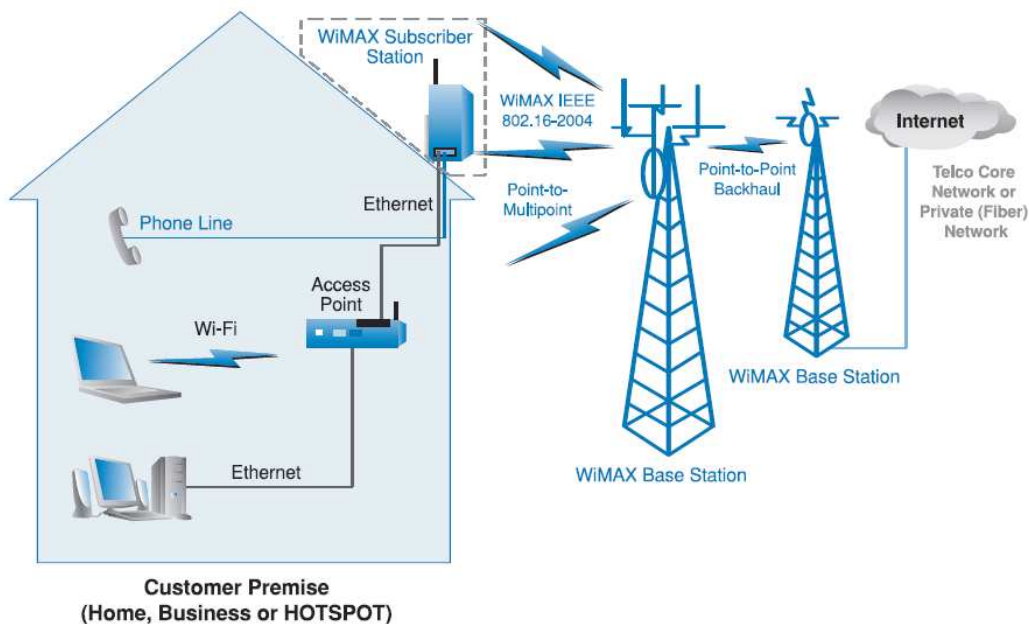 WiMAX Subscriber
Station
WiMAX IEEE
802.16-2004
Internet
Ethernet
Point-to-
Multipoint
Point-to-Point
Backhaul
Telco Core
Network or
Private (Fiber)
Network
Phone Line
Access
Point
Wi-Fi
WiMAX Base Station
Ethernet
WiMAX Base Station
Customer Premise
(Home, Business or HOTSPOT)